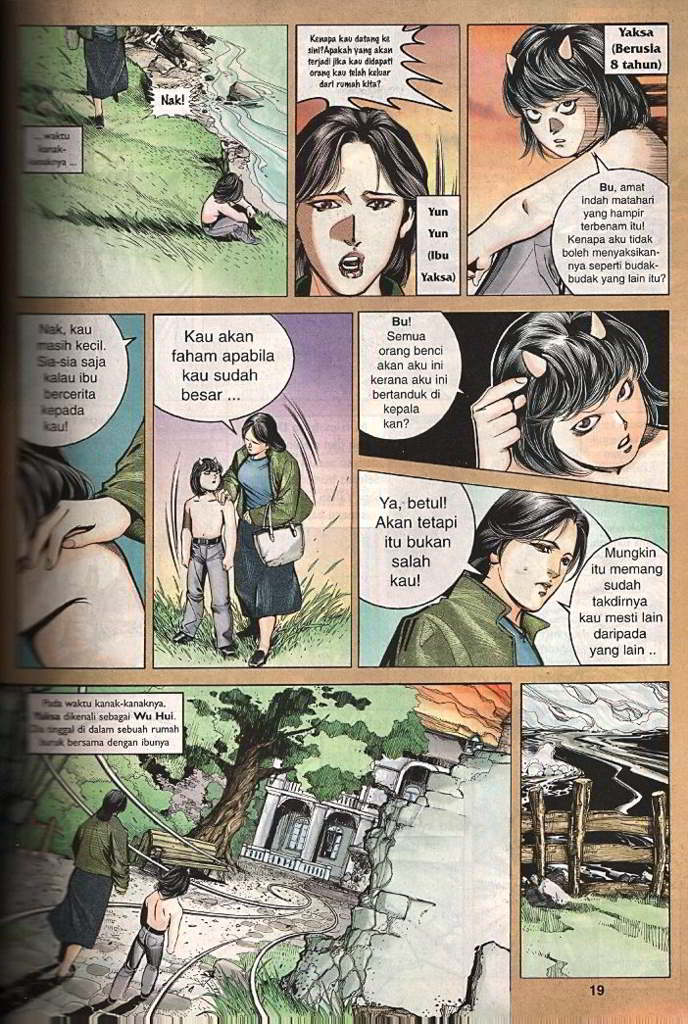 Nak!
... waktu
kanak-
kanaknya ...
Kenapa kau datang ke
sini?Apakah yang akan
terjadi jika kau didapati
orang kau telah keluar
dari rumah kita?
Yun
Yun
(Ibu
Yaksa)
Yaksa
(Berusia
8 tahun)
Bu, amat
indah matahari
yang hampir
terbenam itu!
Kenapa aku tidak
boleh menyaksikan-
nya seperti budak-
budak yang lain itu?
Nak, kau
masih kecil.
Sia-sia saja
kalau ibu
bercerita
kepada
kau!
Kau akan
faham apabila
kau sudah
besar ...
Bu!
Semua
orang benci
akan aku ini
kerana aku ini
bertanduk di
kepala
kan?
Ya, betul!
Akan tetapi
itu bukan
salah
kau!
Mungkin
itu memang
sudah
takdirnya
kau mesti lain
daripada
yang lain ..
Pada waktu kanak-kanaknya,
Yaksa dikenali sebagai Wu Hui.
Dia tinggal di dalam sebuah rumah
buruk bersama dengan ibunya
19